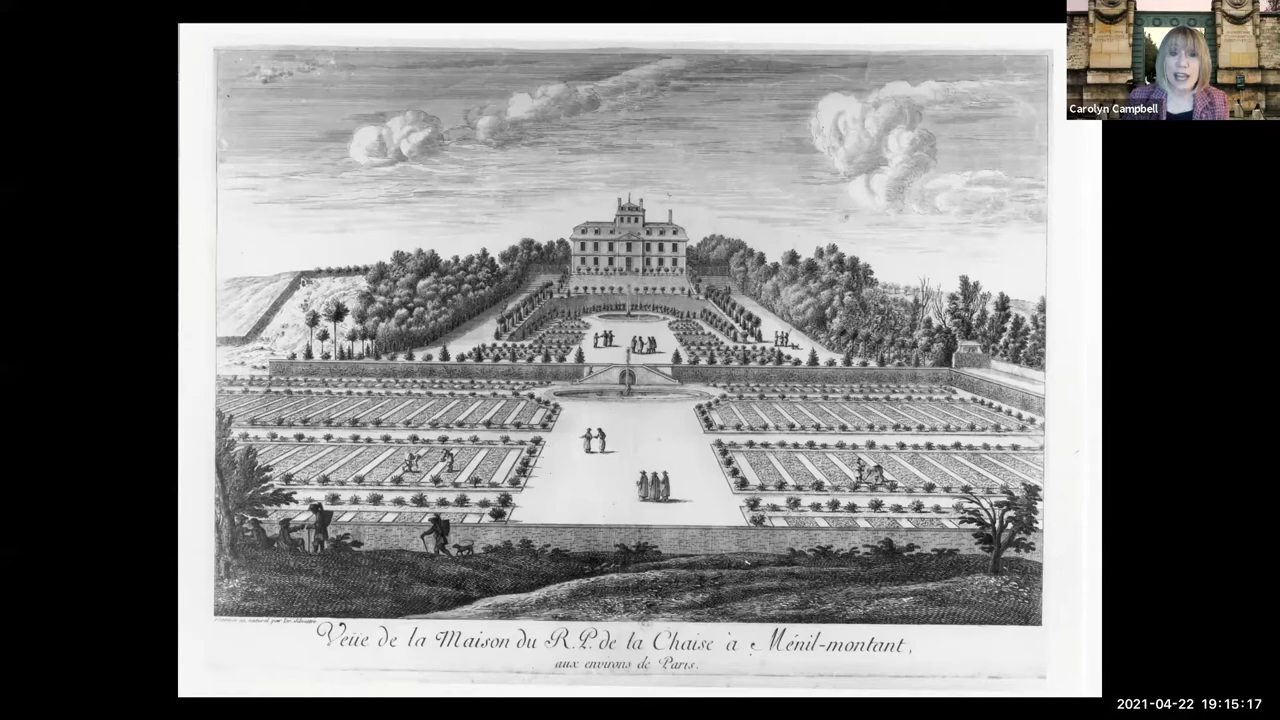 Carolyn Campbell
Veüe de la Maison du R.P. de la Chaise à Ménil-montant,
aux environs de Paris.
2021-04-22 19:15:17